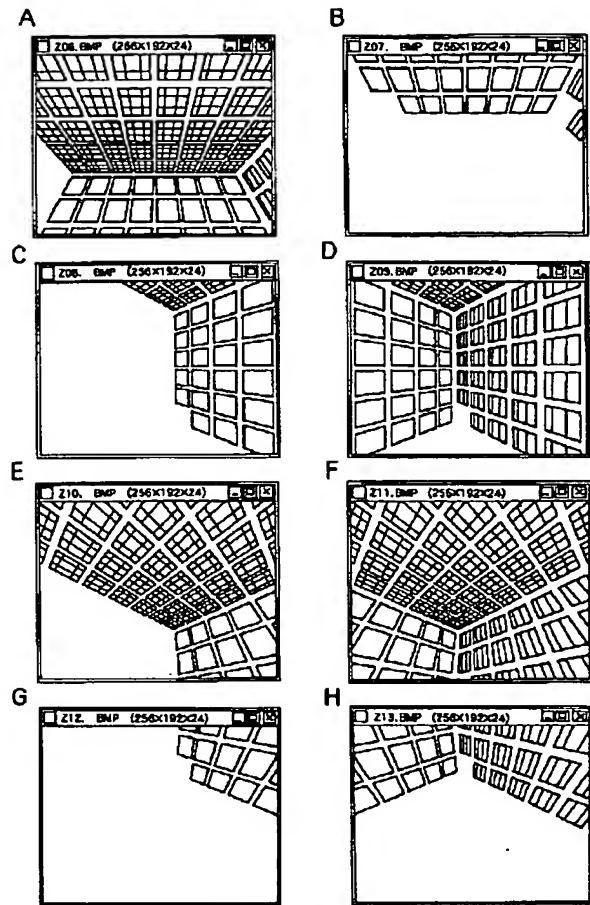 A
Z06.BMP (256X192X24)
B
Z07. BMP (256X192X24)
C
Z08. BMP (256X192X24)
D
Z09.BMP (256X192X24)
E
Z10. BMP (256X192X24)
F
Z11.BMP (256X192X24)
G
Z12. BMP (256X192X24)
H
Z13.BMP (256X192X24)